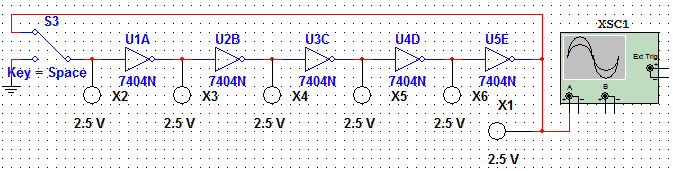 XSC1
S3
U1A
U2B
U3C
U4D
U5E
Ext Trig
+
-
Key = Space
7404N
7404N
7404N
7404N
7404N
A
B
X2
X3
X4
X5
X6
X1
+
-
+
-
2.5 V
2.5 V
2.5 V
2.5 V
2.5 V
2.5 V